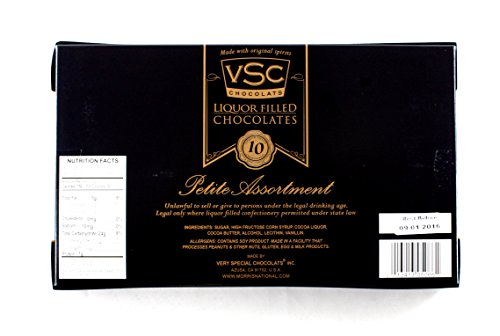 Made with original spirits
VSC
CHOCOLATS
LIQUOR FILLED
CHOCOLATES
10
Petite Assortment
Unlawful to sell or give to persons under the legal drinking age.
Legal only where liquor filled confectionery permitted under state law
INGREDIENTS: SUGAR, HIGH FRUCTOSE CORN SYRUP, COCOA LIQUOR,
COCOA BUTTER, ALCOHOL, LECITHIN, VANILLIN.
ALLERGENS: CONTAINS SOY PRODUCT. MADE IN A FACILITY THAT
PROCESSES PEANUTS & OTHER NUTS, GLUTEN, EGG & MILK PRODUCTS.
MADE BY
VERY SPECIAL CHOCOLATS INC.
AZUSA, CA 91702, U.S.A.
WWW.MORRISNATIONAL.COM
NUTRITION FACTS
Best Before
09 01 2016